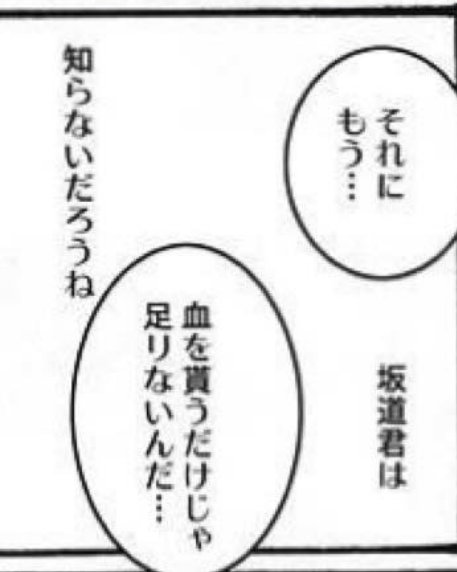 それに
もう…
坂道君は
血を貰うだけじゃ
足りないんだ…
知らないだろうね